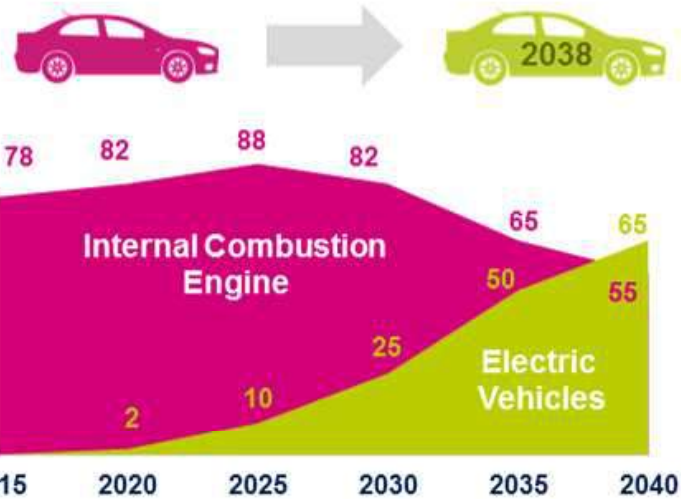 2038
78 82 88 82 65 65
Internal Combustion
Engine
50 55
25
Electric
Vehicles
2 10
15 2020 2025 2030 2035 2040